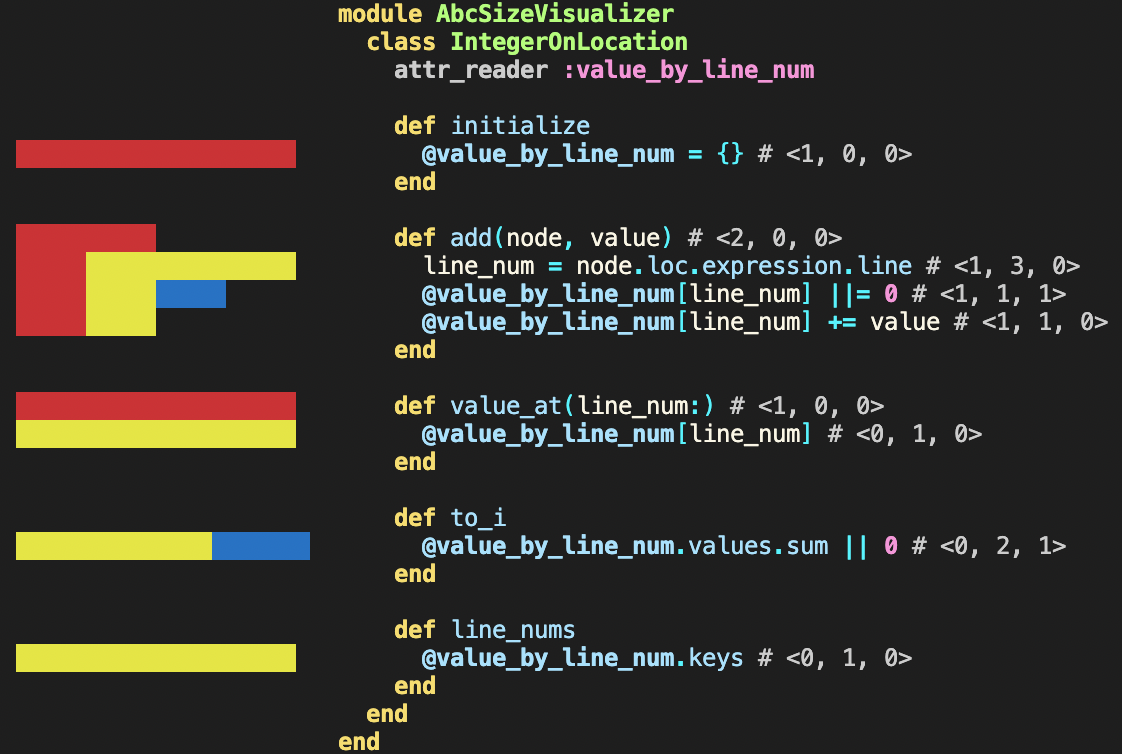 module AbcSizeVisualizer
  class IntegerOnLocation
    attr_reader :value_by_line_num

    def initialize
      @value_by_line_num = {} # <1, 0, 0>
    end

    def add(node, value) # <2, 0, 0>
      line_num = node.loc.expression.line # <1, 3, 0>
      @value_by_line_num[line_num] ||= 0 # <1, 1, 1>
      @value_by_line_num[line_num] += value # <1, 1, 0>
    end

    def value_at(line_num:) # <1, 0, 0>
      @value_by_line_num[line_num] # <0, 1, 0>
    end

    def to_i
      @value_by_line_num.values.sum || 0 # <0, 2, 1>
    end

    def line_nums
      @value_by_line_num.keys # <0, 1, 0>
    end
  end
end